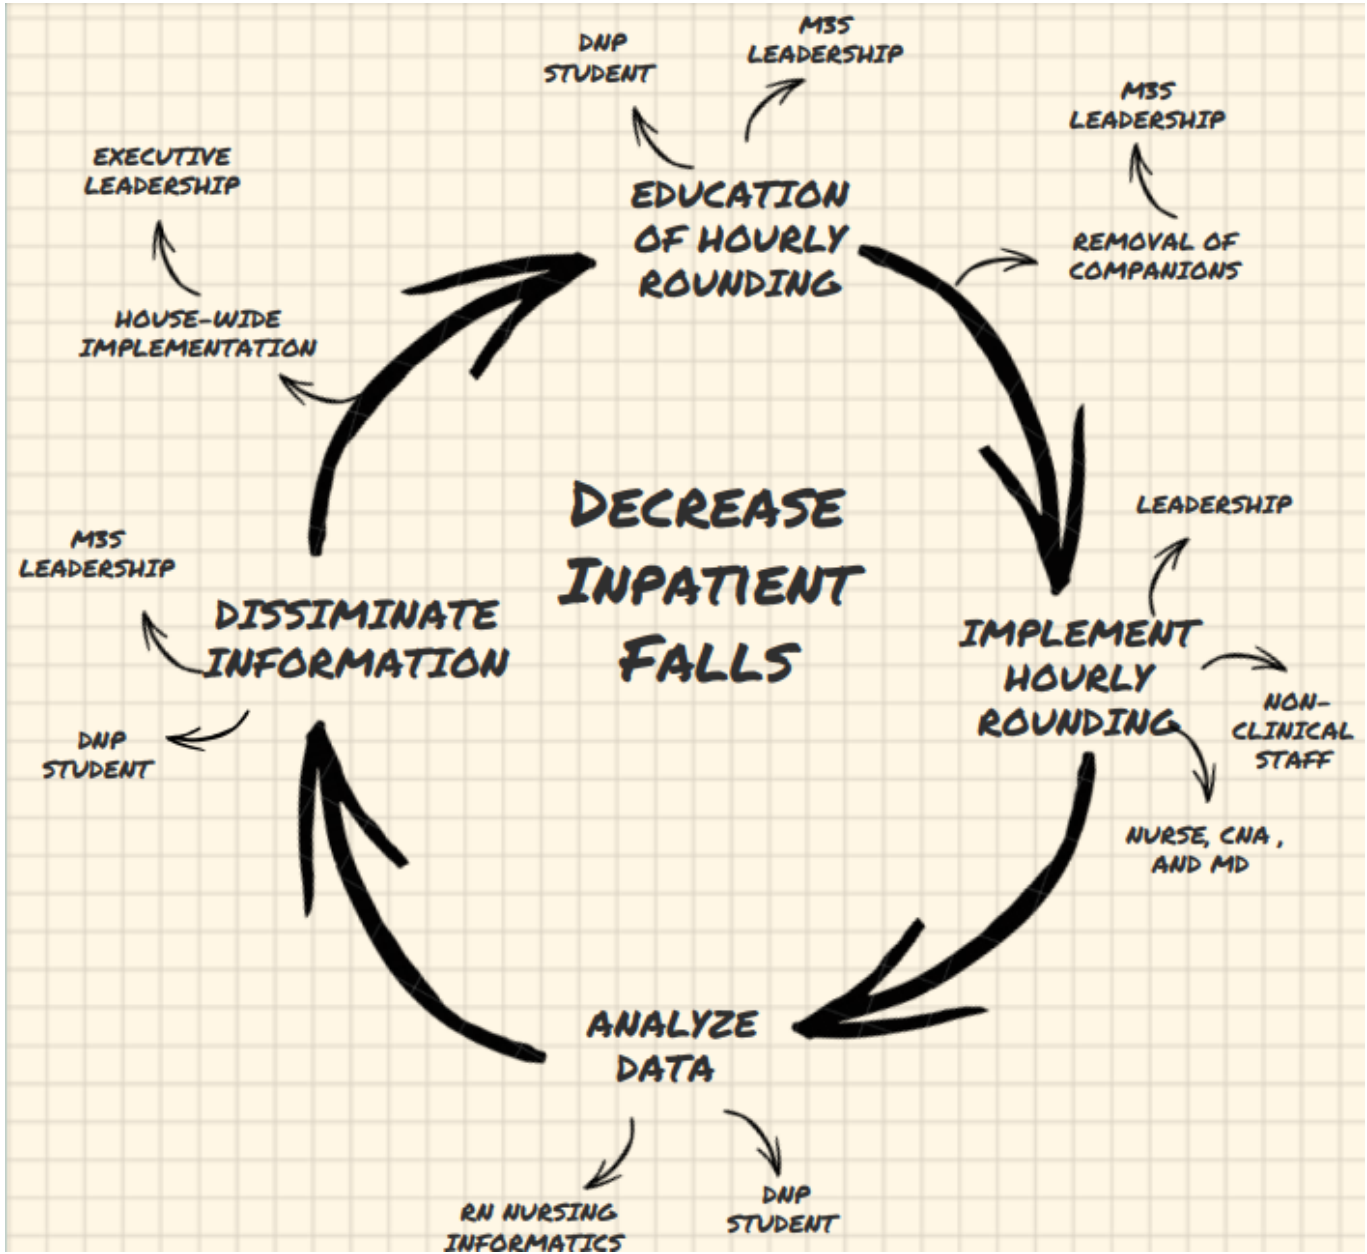 DNP
STUDENT
M3S
LEADERSHIP
M3S
LEADERSHIP
EXECUTIVE
LEADERSHIP
EDUCATION
OF HOURLY
ROUNDING
REMOVAL OF
COMPANIONS
HOUSE-WIDE
IMPLEMENTATION
DECREASE
INPATIENT
FALLS
LEADERSHIP
M3S
LEADERSHIP
DISSIMINATE
INFORMATION
IMPLEMENT
HOURLY
ROUNDING
NON-
CLINICAL
STAFF
DNP
STUDENT
NURSE, CNA ,
AND MD
ANALYZE
DATA
RN NURSING
INFORMATICS
DNP
STUDENT